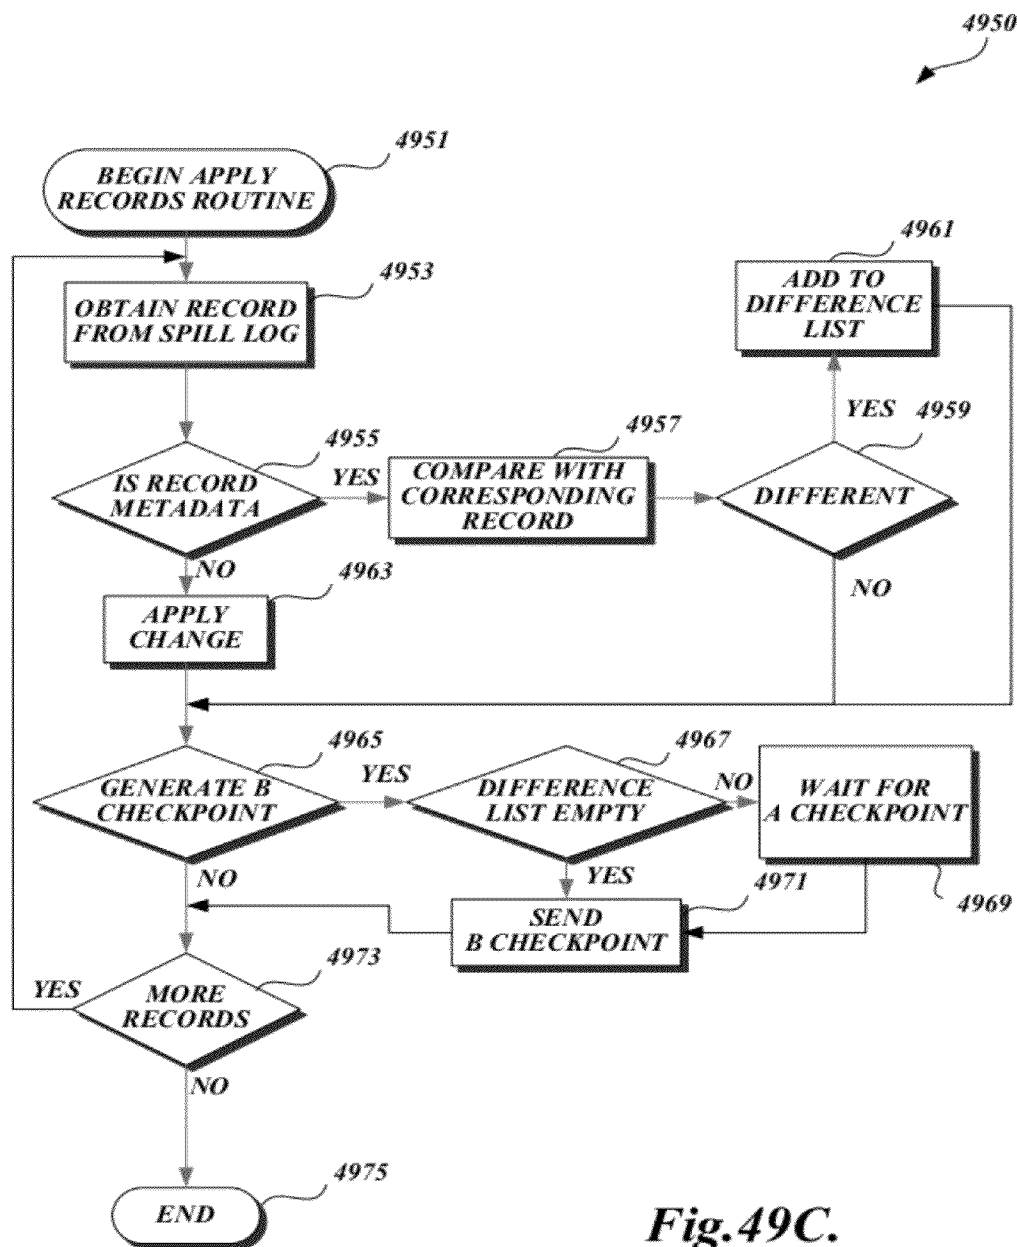 4950
4951
BEGIN APPLY
RECORDS ROUTINE
4953
OBTAIN RECORD
FROM SPILL LOG
4961
ADD TO
DIFFERENCE
LIST
YES
4955
IS RECORD
METADATA
YES
4957
COMPARE WITH
CORRESPONDING
RECORD
4959
DIFFERENT
NO
NO
4963
APPLY
CHANGE
4965
GENERATE B
CHECKPOINT
YES
4967
DIFFERENCE
LIST EMPTY
NO
WAIT FOR
A CHECKPOINT
4969
NO
YES
4971
SEND
B CHECKPOINT
4973
MORE
RECORDS
YES
NO
4975
END
Fig.49C.